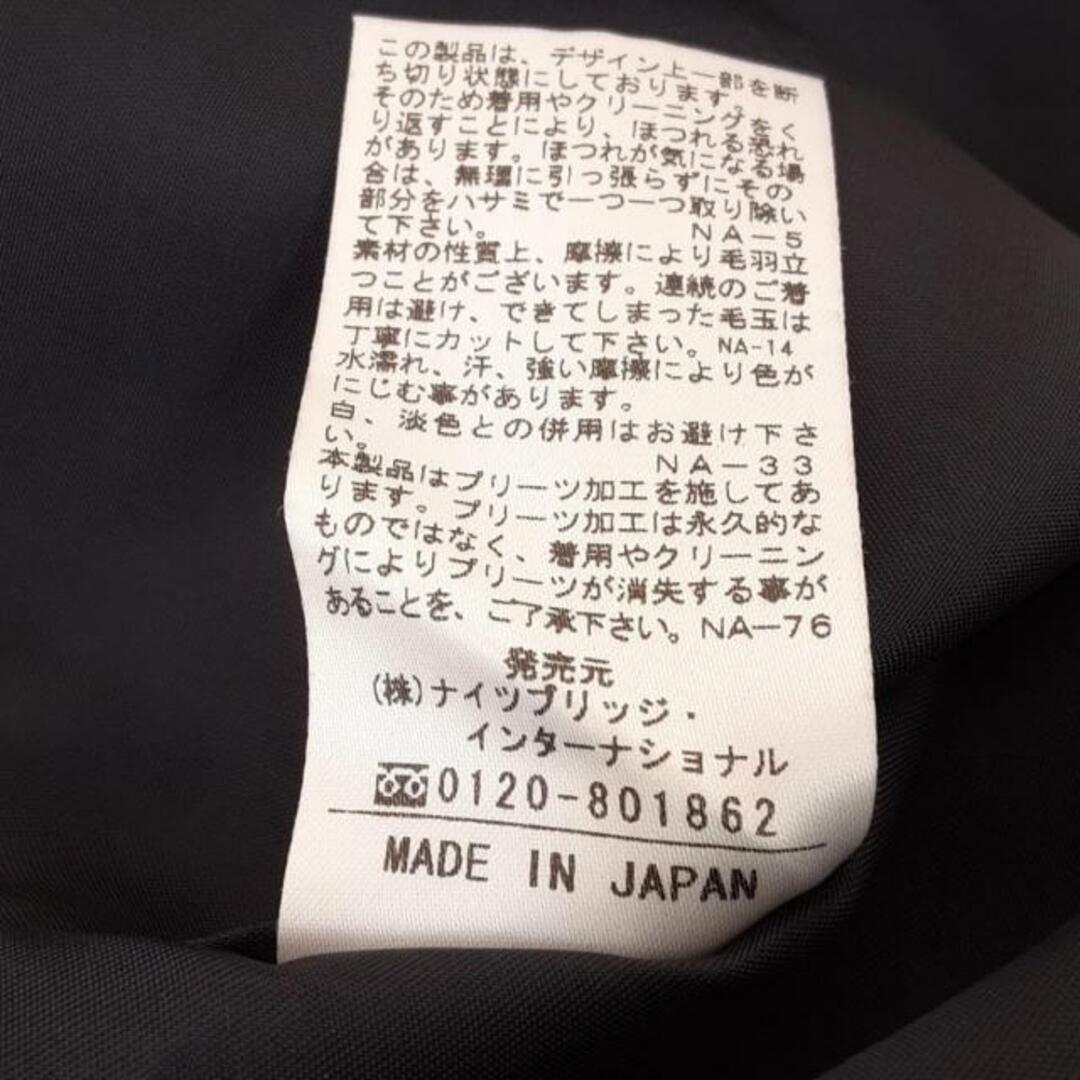 この製品は、デザイン上一部を断
ち切り状態にしております。
そのため着用やクリーニングをく
り返すことにより、ほつれる恐れ
があります。ほつれが気になる場
合は、無理に引っ張らずにその
部分をハサミで一つ一つ取り除い
て下さい。 NA-5
素材の性質上、摩擦により毛羽立
つことがございます。連続のご着
用は避け、できてしまった毛玉は
丁寧にカットして下さい。NA-14
水濡れ、汗、強い摩擦により色が
にじむ事があります。
白、淡色との併用はお避け下さ
い。 NA-33
本製品はプリーツ加工を施してあ
ります。プリーツ加工は永久的な
ものではなく、着用やクリーニン
グによりプリーツが消失する事が
あることを、ご了承下さい。NA-76
発売元
(株)ナイツブリッジ・
インターナショナル
0120-801862
MADE IN JAPAN